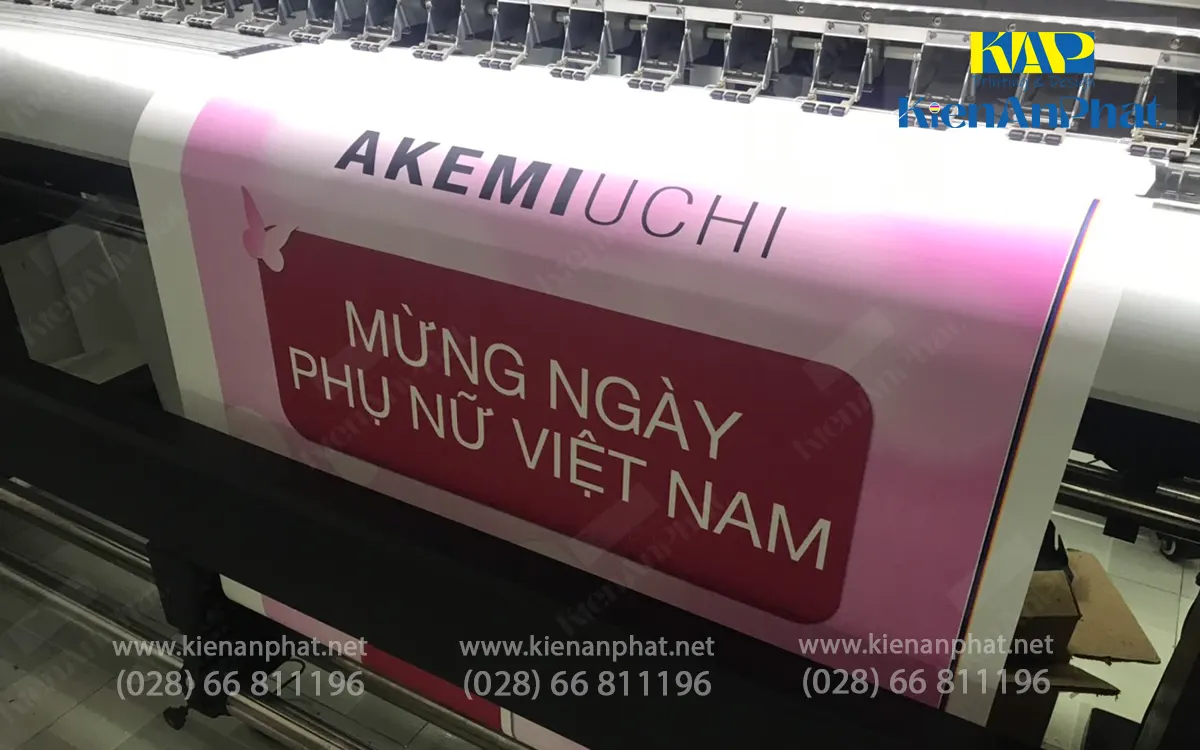 KAP
KienAnPhat.
AKEMIUCHI
MỪNG NGÀY
PHỤ NỮ VIỆT NAM
www.kienanphat.net www.kienanphat.net www.kienanphat.net
(028) 66 811196 (028) 66 811196 (028) 66 811196